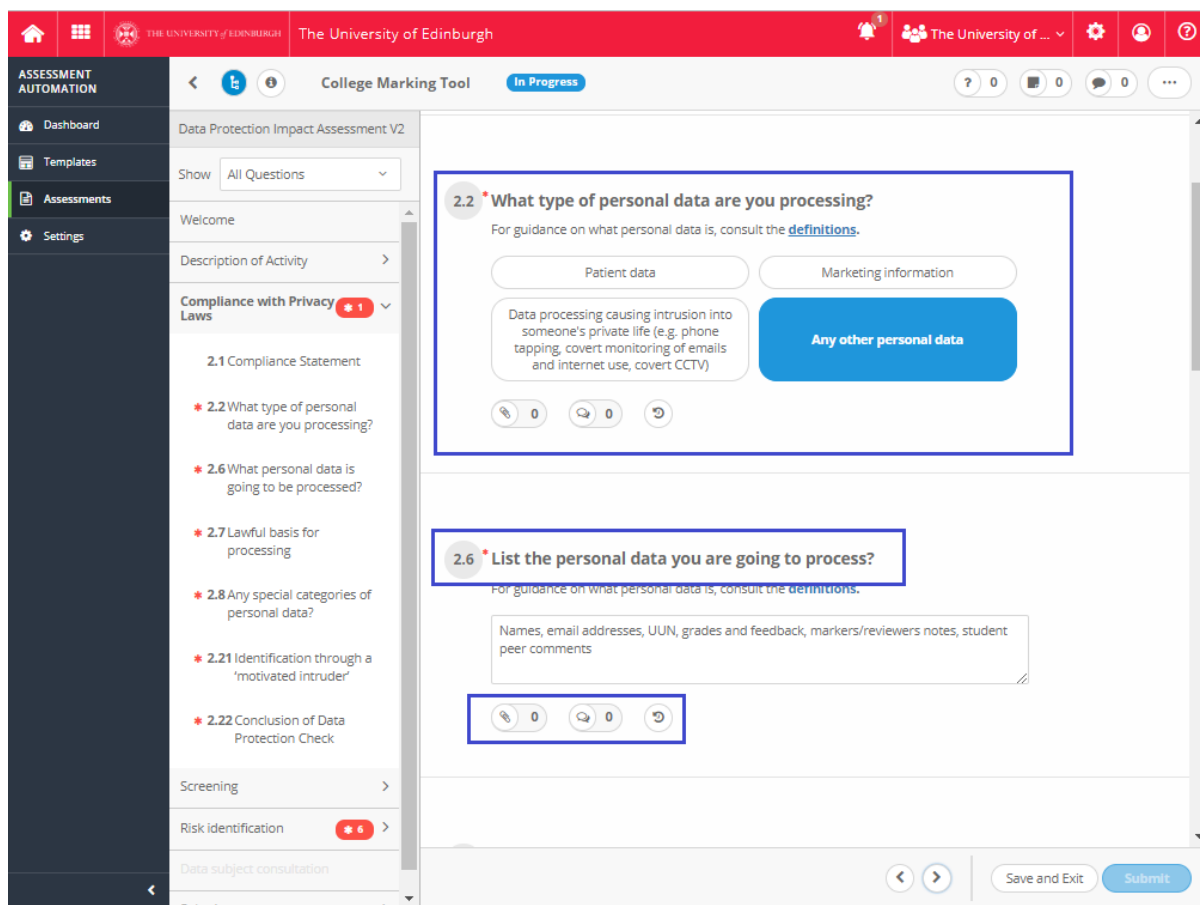 THE UNIVERSITY of EDINBURGH
The University of Edinburgh
1
The University of ...
ASSESSMENT
AUTOMATION
Dashboard
Templates
Assessments
Settings
College Marking Tool
In Progress
? 0
0
0
...
Data Protection Impact Assessment V2
Show
All Questions
Welcome
Description of Activity
Compliance with Privacy
Laws
* 1
2.1 Compliance Statement
* 2.2 What type of personal
data are you processing?
* 2.6 What personal data is
going to be processed?
* 2.7 Lawful basis for
processing
* 2.8 Any special categories of
personal data?
* 2.21 Identification through a
'motivated intruder'
* 2.22 Conclusion of Data
Protection Check
Screening
Risk identification
* 6
Data subject consultation
2.2 * What type of personal data are you processing?
For guidance on what personal data is, consult the definitions.
Patient data
Marketing information
Data processing causing intrusion into
someone's private life (e.g. phone
tapping, covert monitoring of emails
and internet use, covert CCTV)
Any other personal data
0
0
2.6 * List the personal data you are going to process?
For guidance on what personal data is, consult the definitions.
Names, email addresses, UUN, grades and feedback, markers/reviewers notes, student
peer comments
0
0
Save and Exit
Submit